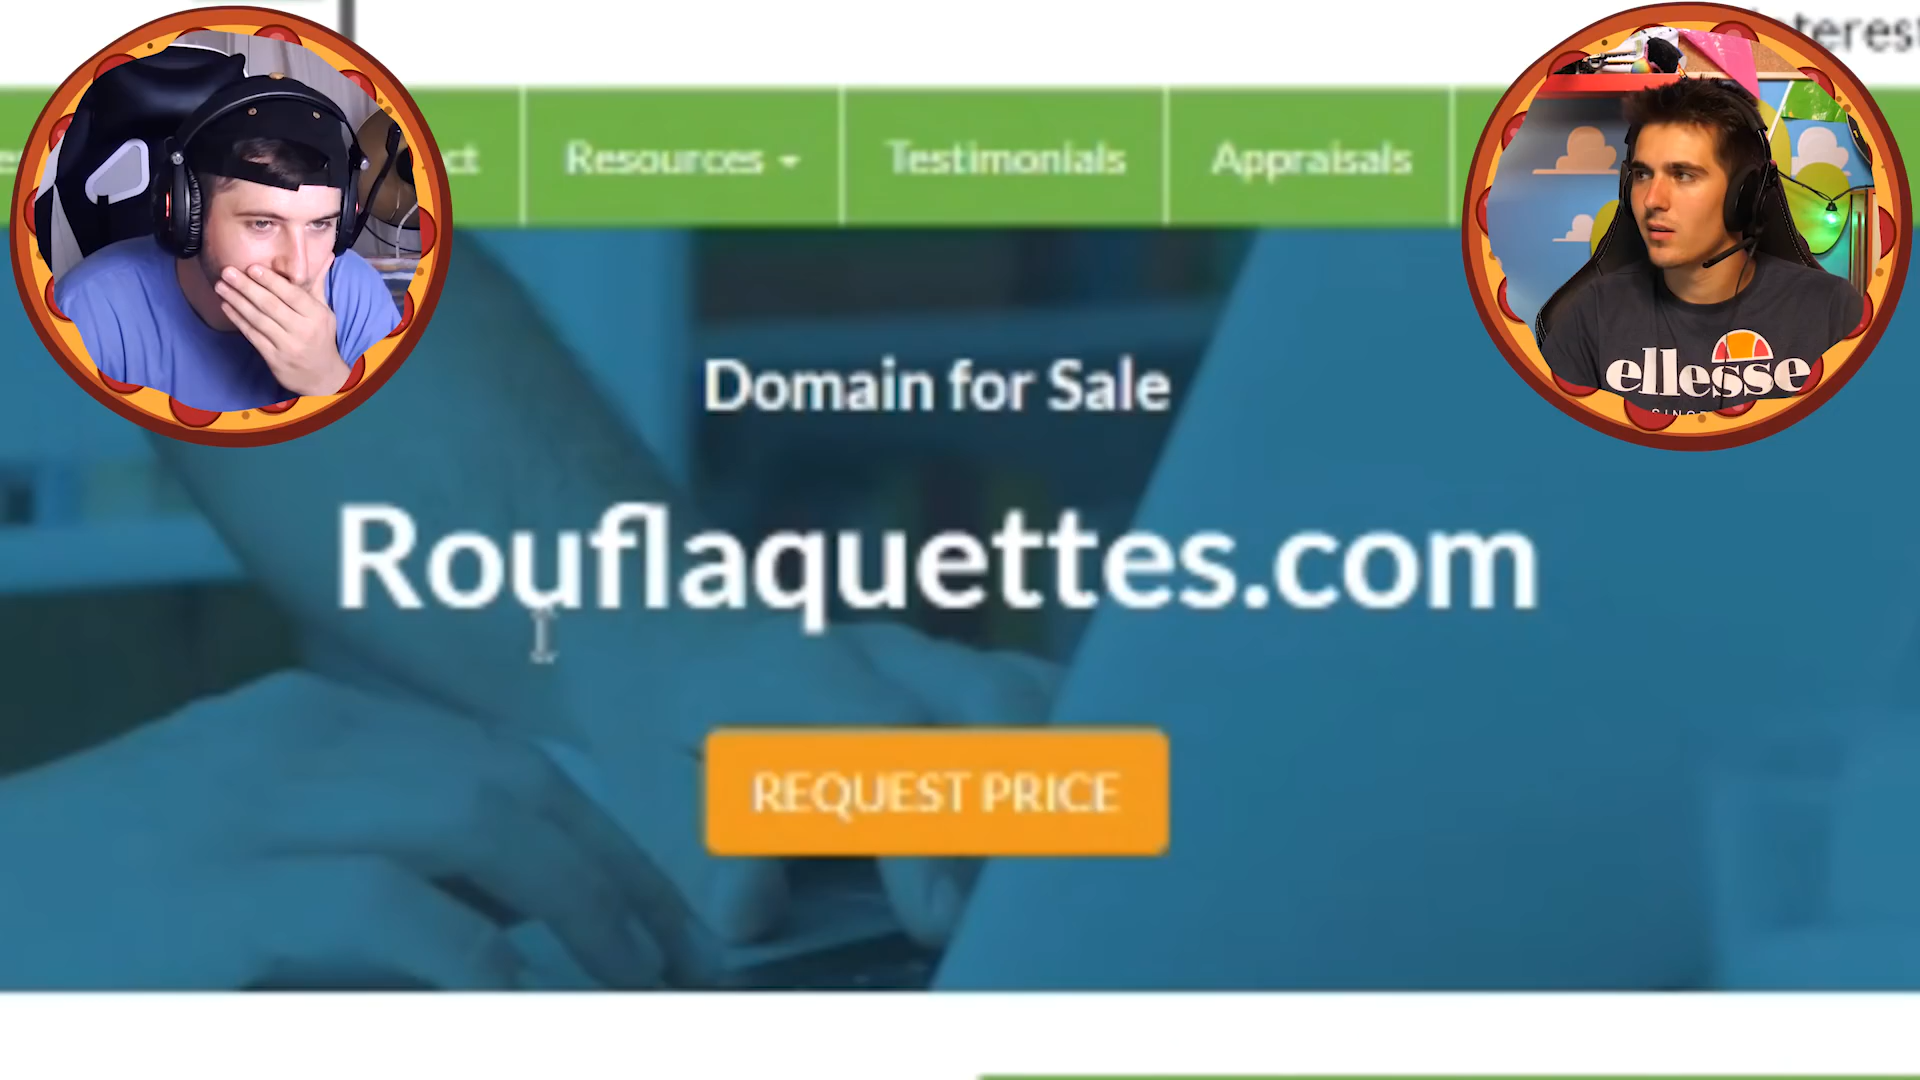 Resources
Testimonials
Appraisals
Domain for Sale
Rouflaquettes.com
REQUEST PRICE
ellesse